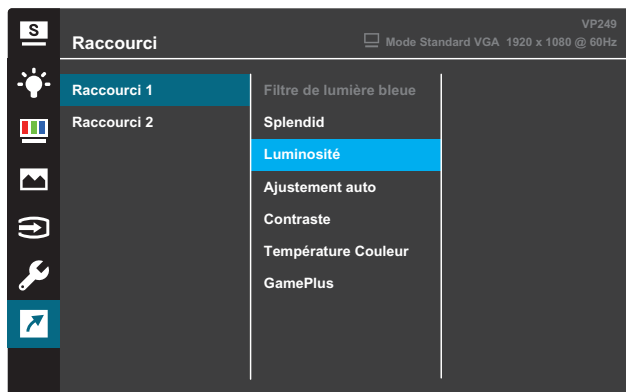 S
VP249
Raccourci
Mode Standard VGA 1920 x 1080 @ 60Hz
Raccourci 1
Raccourci 2
Filtre de lumière bleue
Splendid
Luminosité
Ajustement auto
Contraste
Température Couleur
GamePlus